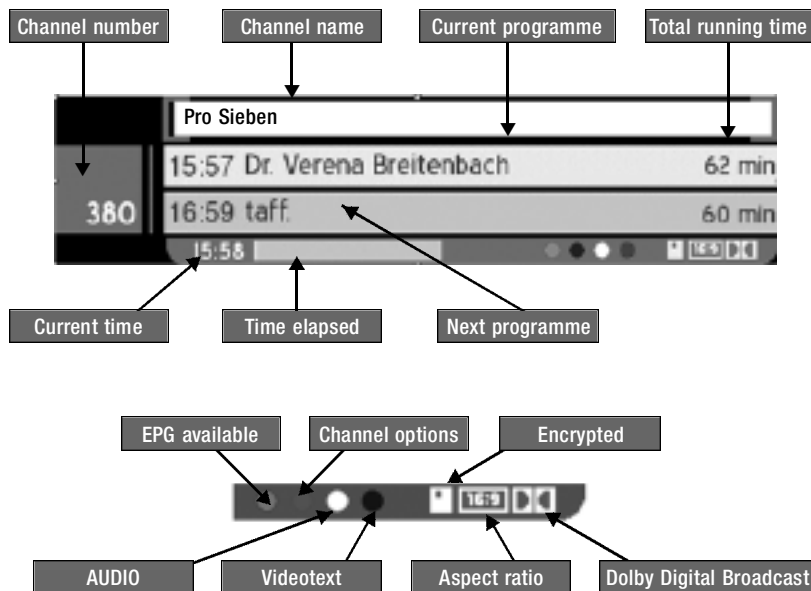 Channel number Channel name Current programme Total running time
Pro Sieben
15:57 Dr. Verena Breitenbach 62 min
380 16:59 taff. 60 min
15:58 16:9
Current time Time elapsed Next programme
EPG available Channel options Encrypted
16:9
AUDIO Videotext Aspect ratio Dolby Digital Broadcast